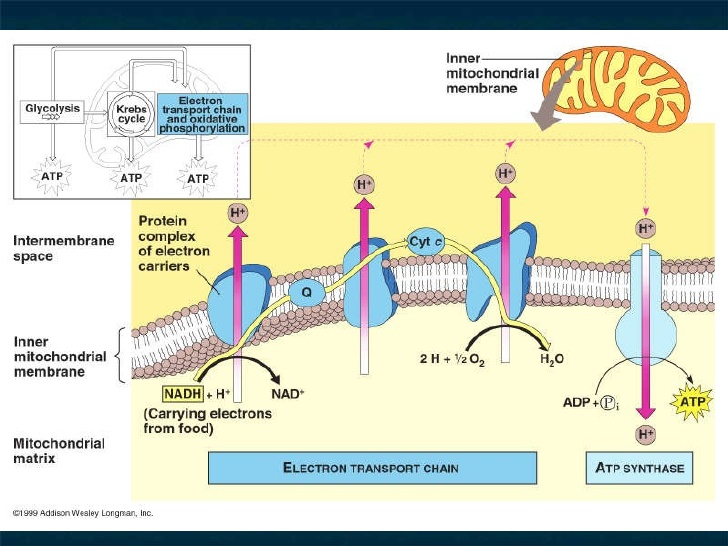 Glycolysis
Krebs
cycle
Electron
transport chain
and oxidative
phosphorylation
ATP
ATP
ATP
Inner
mitochondrial
membrane
H+
H+
H+
H+
Protein
complex
of electron
carriers
Intermembrane
space
Cyt c
Q
Inner
mitochondrial
membrane
2 H + 1/2 O2
H2O
NADH + H+
NAD+
(Carrying electrons
from food)
ADP + Pi
ATP
H+
Mitochondrial
matrix
ELECTRON TRANSPORT CHAIN
ATP SYNTHASE
©1999 Addison Wesley Longman, Inc.